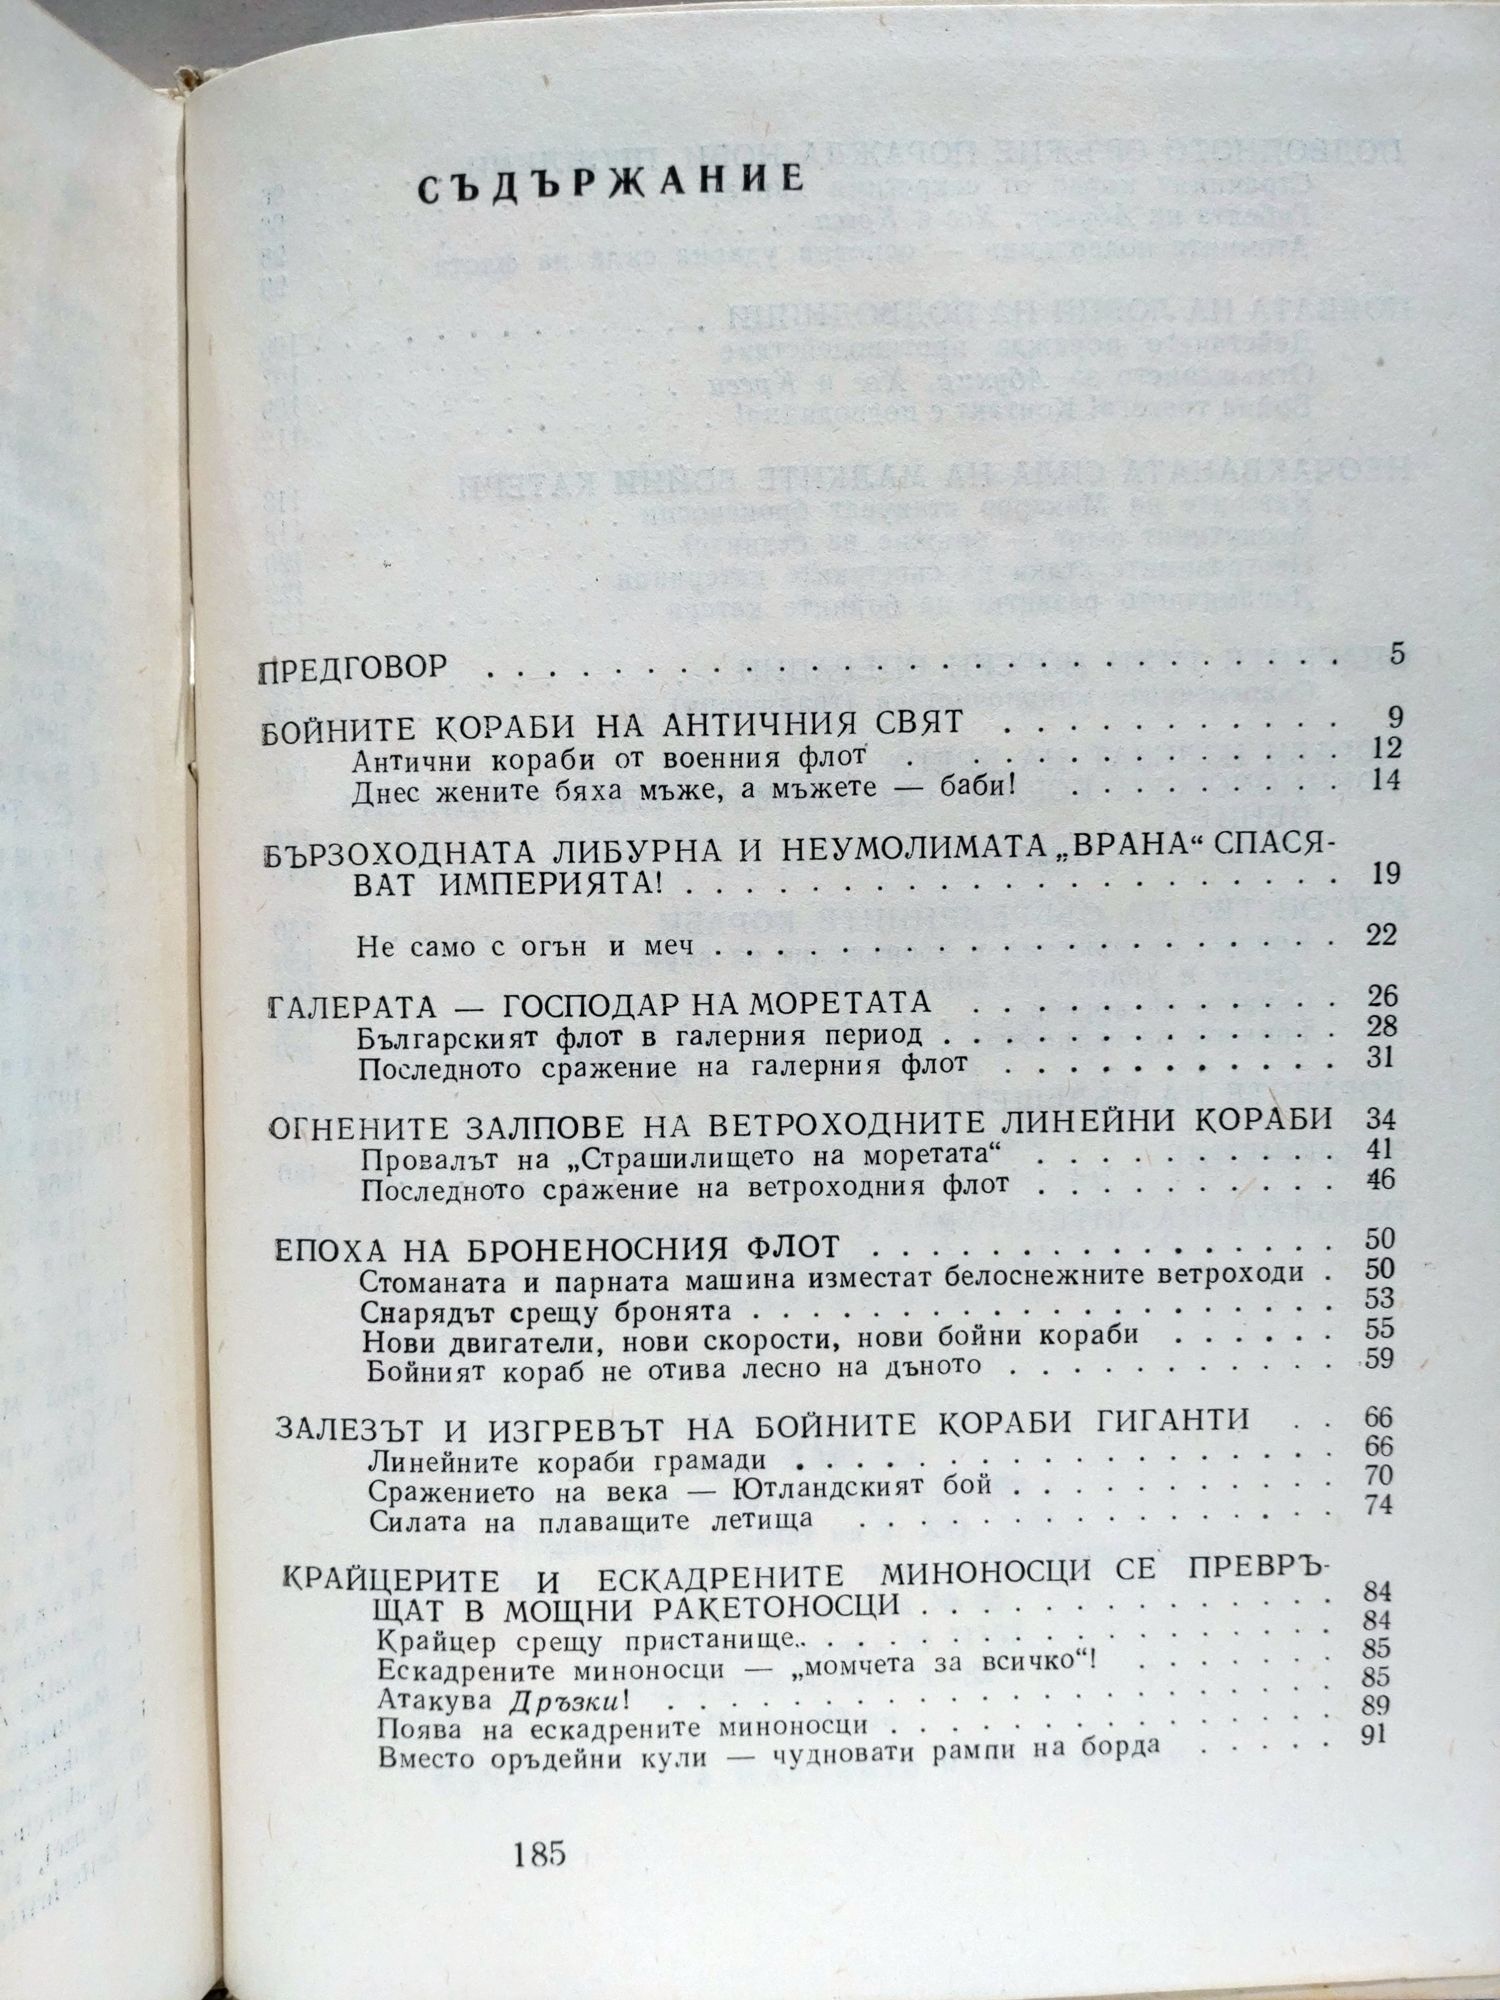 СЪДЪРЖАНИЕ
ПРЕДГОВОР . . . . . . . . . . . . . . . . . . . . . . . 5
БОЙНИТЕ КОРАБИ НА АНТИЧНИЯ СВЯТ . . . . . . . . . . 9
Антични кораби от военния флот . . . . . . . . . . . . . 12
Днес жените бяха мъже, а мъжете — баби! . . . . . . . . . 14
БЪРЗОХОДНАТА ЛИБУРНА И НЕУМОЛИМАТА „ВРАНА“ СПАСЯ-
ВАТ ИМПЕРИЯТА! . . . . . . . . . . . . . . . . . . 19
Не само с огън и меч . . . . . . . . . . . . . . . . . . 22
ГАЛЕРАТА — ГОСПОДАР НА МОРЕТАТА . . . . . . . . . . 26
Българският флот в галерния период . . . . . . . . . . . 28
Последното сражение на галерния флот . . . . . . . . . . 31
ОГНЕНИТЕ ЗАЛПОВЕ НА ВЕТРОХОДНИТЕ ЛИНЕЙНИ КОРАБИ 34
Провалът на „Страшилището на моретата“ . . . . . . . . . 41
Последното сражение на ветроходния флот . . . . . . . . . 46
ЕПОХА НА БРОНЕНОСНИЯ ФЛОТ . . . . . . . . . . . . . 50
Стоманата и парната машина изместат белоснежните ветроходи . 50
Снарядът срещу бронята . . . . . . . . . . . . . . . . . 53
Нови двигатели, нови скорости, нови бойни кораби . . . . . . 55
Бойният кораб не отива лесно на дъното . . . . . . . . . . 59
ЗАЛЕЗЪТ И ИЗГРЕВЪТ НА БОЙНИТЕ КОРАБИ ГИГАНТИ . . 66
Линейните кораби грамади . . . . . . . . . . . . . . . . 66
Сражението на века — Ютландският бой . . . . . . . . . . 70
Силата на плаващите летища . . . . . . . . . . . . . . . 74
КРАЙЦЕРИТЕ И ЕСКАДРЕНИТЕ МИНОНОСЦИ СЕ ПРЕВРЪ-
ЩАТ В МОЩНИ РАКЕТОНОСЦИ . . . . . . . . . . . . . 84
Крайцер срещу пристанище . . . . . . . . . . . . . . . . 84
Ескадрените миноносци — „момчета за всичко“! . . . . . . . 85
Атакува Дръзки! . . . . . . . . . . . . . . . . . . . . 85
Поява на ескадрените миноносци . . . . . . . . . . . . . 89
Вместо оръдейни кули — чудновати рампи на борда . . . . . 91
185